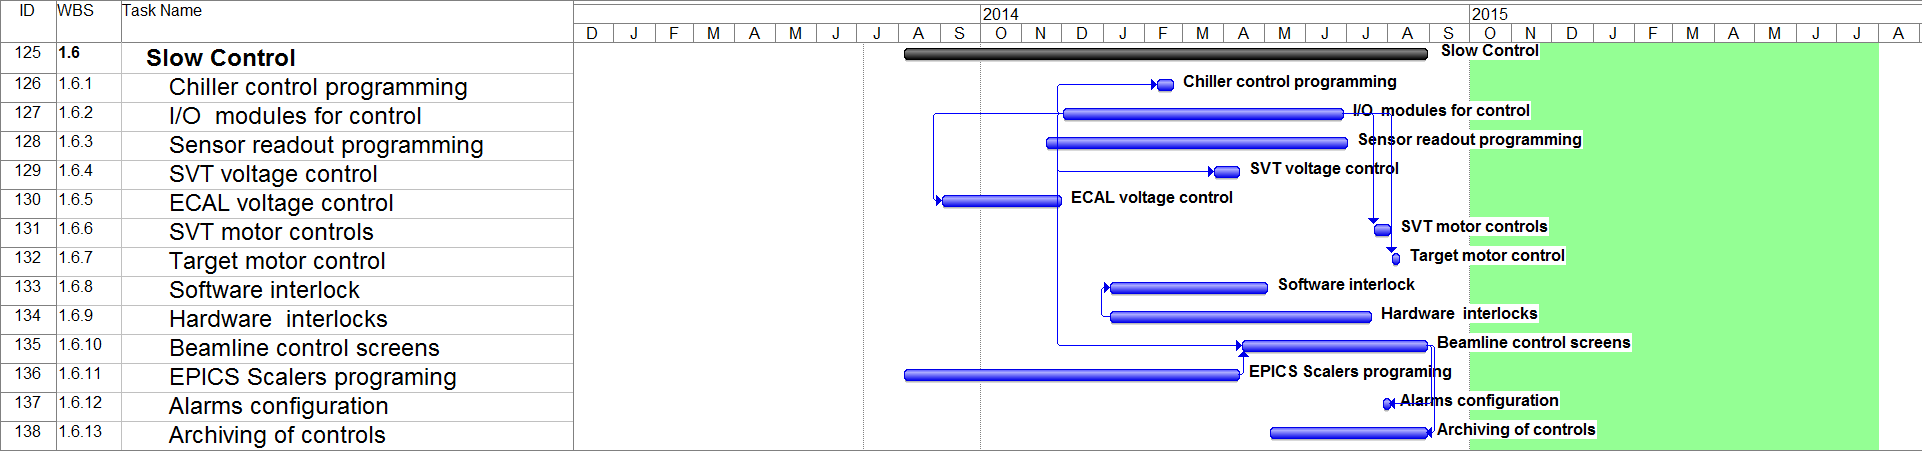 ID WBS Task Name 2014 2015
D J F M A M J J A S O N D J F M A M J J A S O N D J F M A M J J A
125 1.6 Slow Control Slow Control
126 1.6.1 Chiller control programming Chiller control programming
127 1.6.2 I/O modules for control I/O modules for control
128 1.6.3 Sensor readout programming Sensor readout programming
129 1.6.4 SVT voltage control SVT voltage control
130 1.6.5 ECAL voltage control ECAL voltage control
131 1.6.6 SVT motor controls SVT motor controls
132 1.6.7 Target motor control Target motor control
133 1.6.8 Software interlock Software interlock
134 1.6.9 Hardware interlocks Hardware interlocks
135 1.6.10 Beamline control screens Beamline control screens
136 1.6.11 EPICS Scalers programing EPICS Scalers programing
137 1.6.12 Alarms configuration Alarms configuration
138 1.6.13 Archiving of controls Archiving of controls